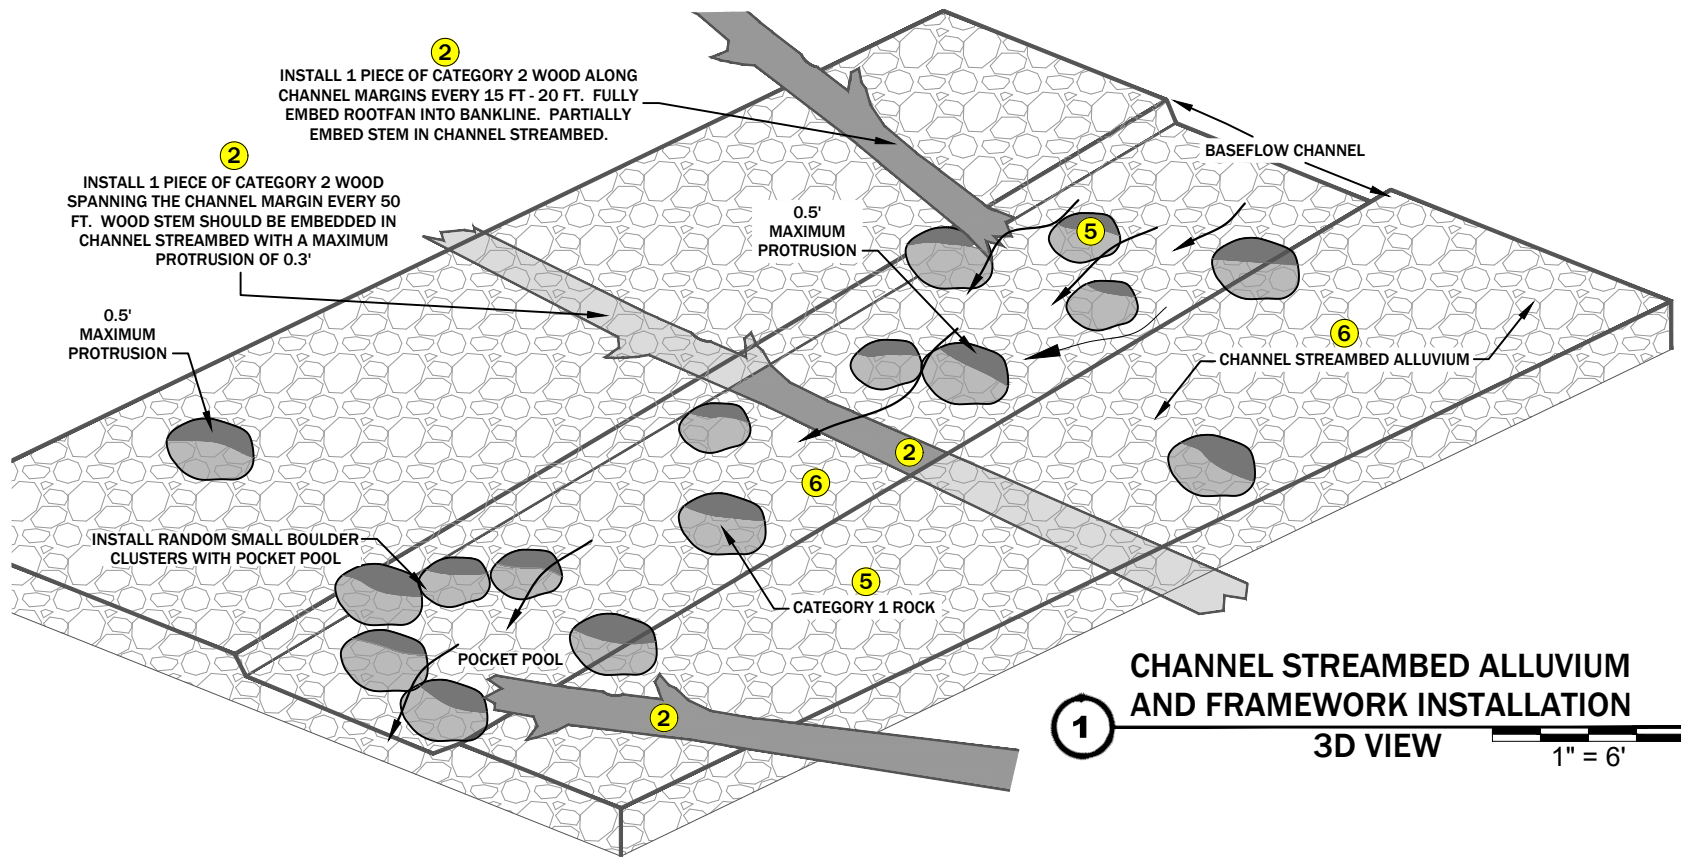 2
INSTALL 1 PIECE OF CATEGORY 2 WOOD ALONG
CHANNEL MARGINS EVERY 15 FT - 20 FT. FULLY
EMBED ROOTFAN INTO BANKLINE. PARTIALLY
EMBED STEM IN CHANNEL STREAMBED.
2
INSTALL 1 PIECE OF CATEGORY 2 WOOD
SPANNING THE CHANNEL MARGIN EVERY 50
FT. WOOD STEM SHOULD BE EMBEDDED IN
CHANNEL STREAMBED WITH A MAXIMUM
PROTRUSION OF 0.3'
BASEFLOW CHANNEL
0.5'
MAXIMUM
PROTRUSION
5
0.5'
MAXIMUM
PROTRUSION
6
CHANNEL STREAMBED ALLUVIUM
2
6
INSTALL RANDOM SMALL BOULDER
CLUSTERS WITH POCKET POOL
5
CATEGORY 1 ROCK
POCKET POOL
2
1
CHANNEL STREAMBED ALLUVIUM
AND FRAMEWORK INSTALLATION
3D VIEW
1" = 6'